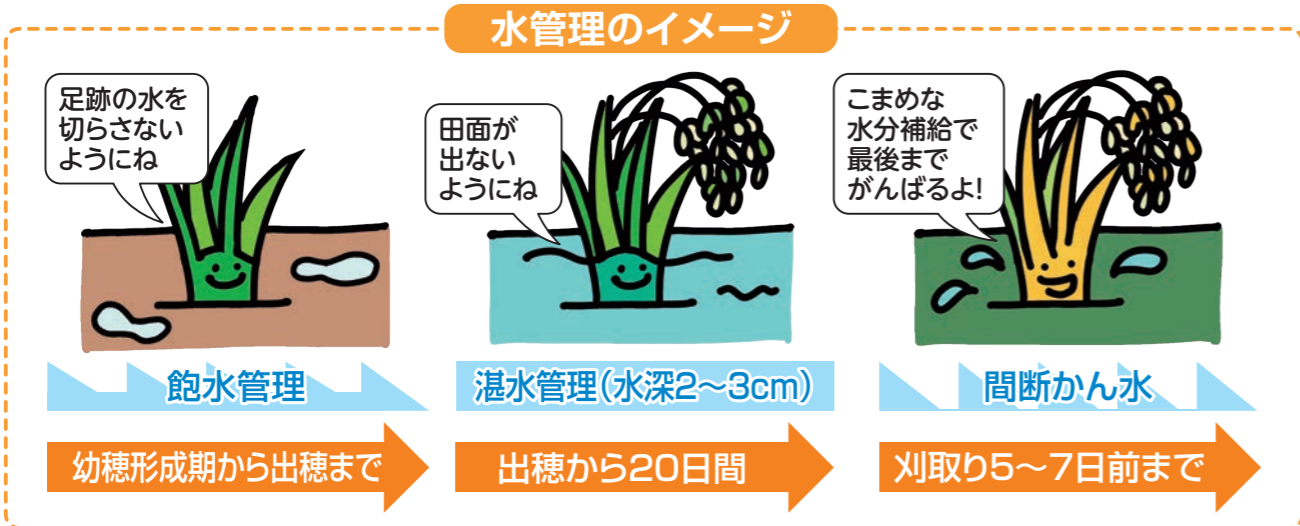 水管理のイメージ
足跡の水を
切らさない
ようにね
田面が
出ない
ようにね
こまめな
水分補給で
最後まで
がんばるよ!
飽水管理
湛水管理(水深2〜3cm)
間断かん水
幼穂形成期から出穂まで
出穂から20日間
刈取り5〜7日前まで